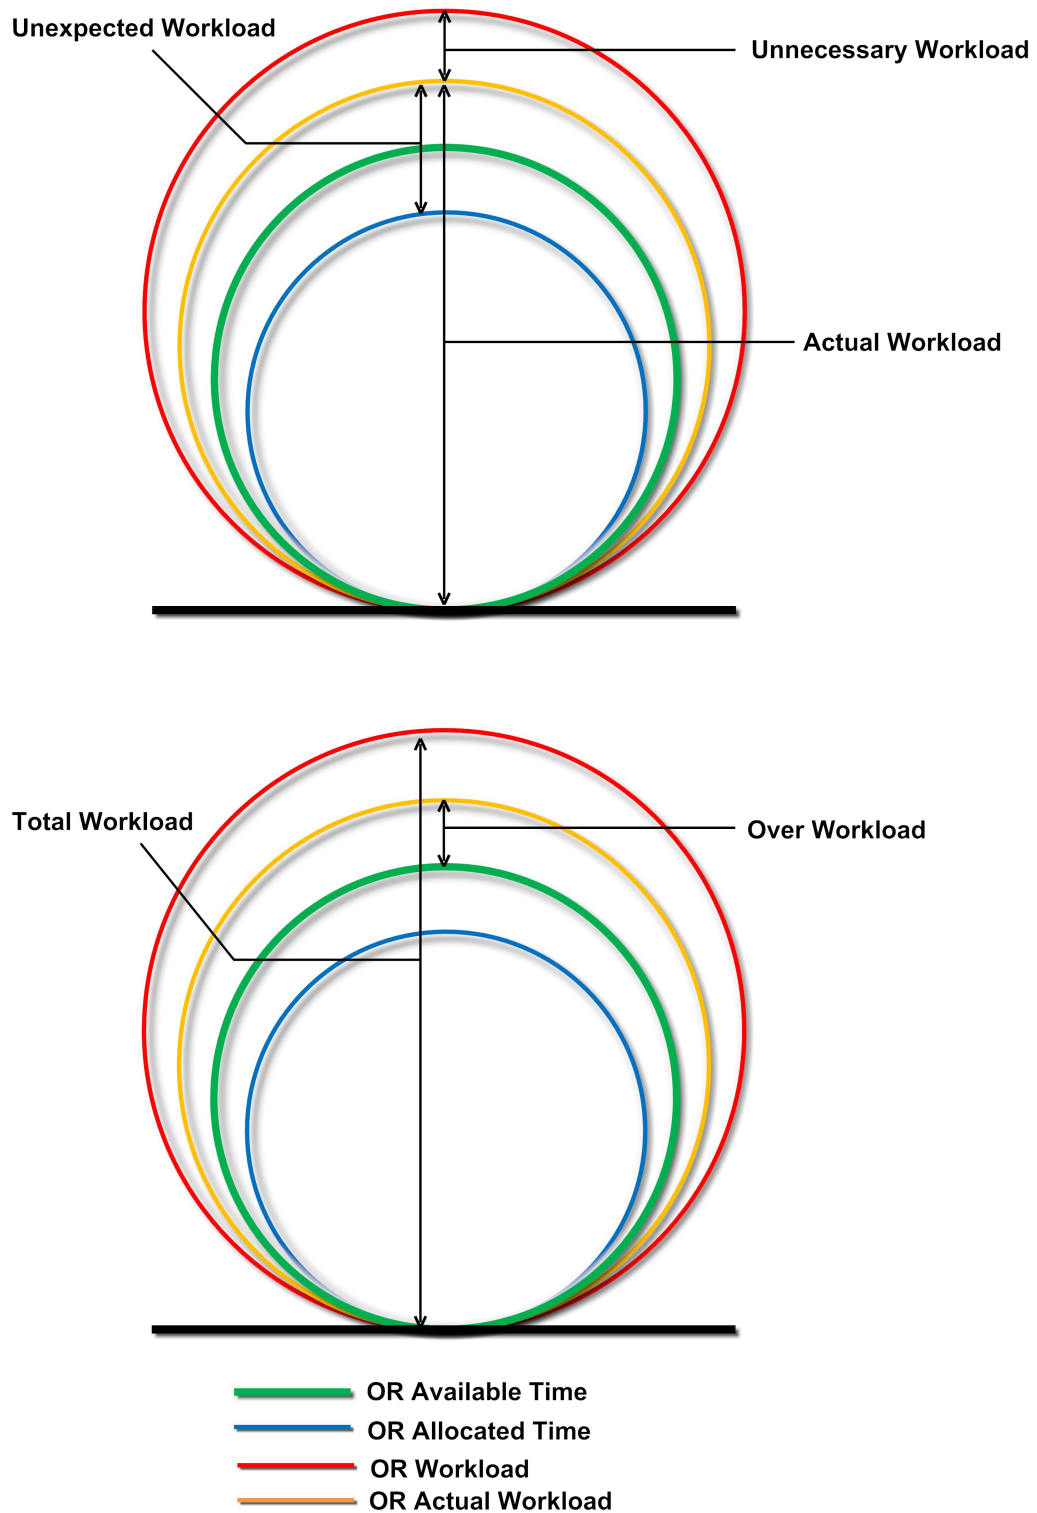 Unexpected Workload
Unnecessary Workload
Actual Workload
Total Workload
Over Workload
OR Available Time
OR Allocated Time
OR Workload
OR Actual Workload